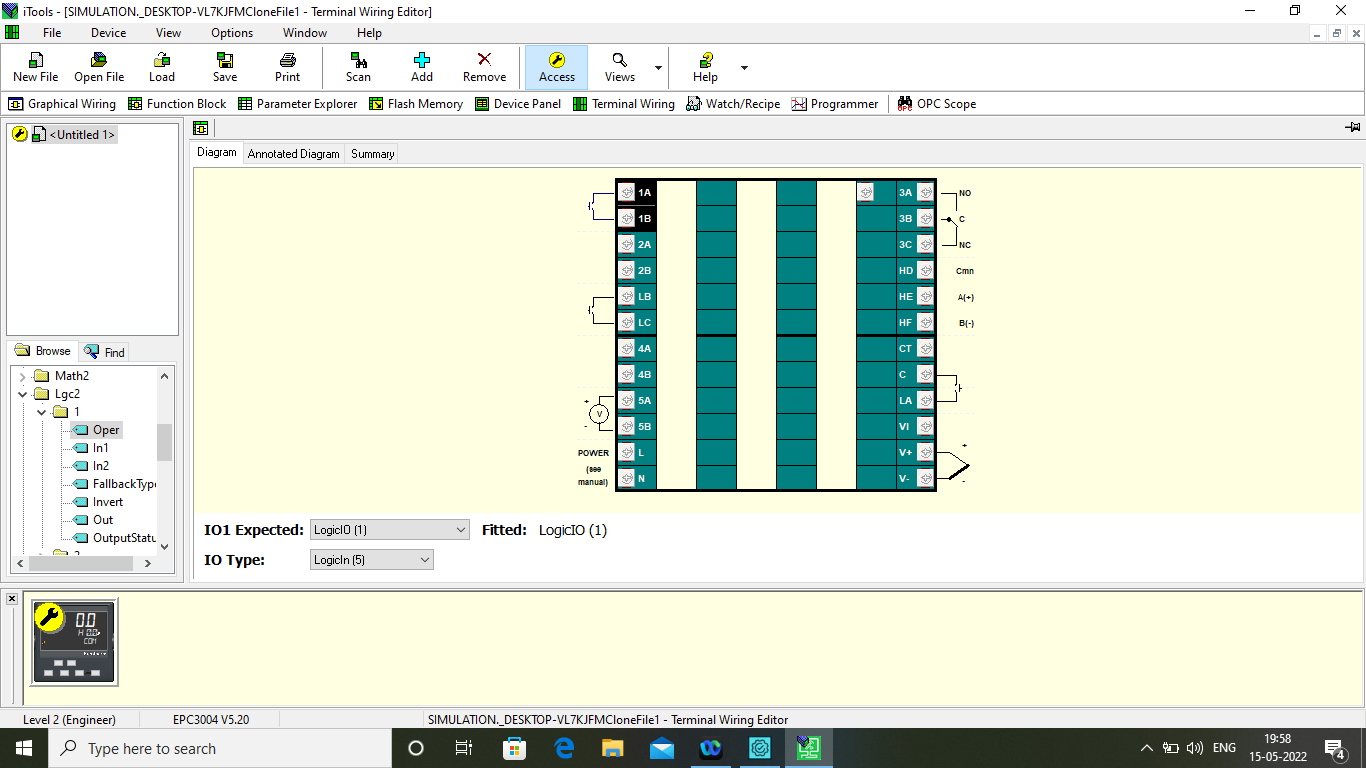 iTools - [SIMULATION._DESKTOP-VL7KJFMCloneFile1 - Terminal Wiring Editor]
File Device View Options Window Help
New File Open File Load Save Print Scan Add Remove Access Views Help
Graphical Wiring Function Block Parameter Explorer Flash Memory Device Panel Terminal Wiring Watch/Recipe Programmer OPC Scope
<Untitled 1>
Diagram Annotated Diagram Summary
1A 3A NO
1B 3B C
2A 3C NC
2B HD Cmn
LB HE A(+)
LC HF B(-)
4A CT
4B C
+ 5A LA
V
- 5B VI
POWER L V+ +
(see
manual) N V- -
Browse Find
Math2
Lgc2
1
Oper
In1
In2
FallbackType
Invert
Out
OutputStatu
2
IO1 Expected: LogicIO (1) Fitted: LogicIO (1)
IO Type: LogicIn (5)
0.0
H 0.0
COM
Level 2 (Engineer) EPC3004 V5.20 SIMULATION._DESKTOP-VL7KJFMCloneFile1 - Terminal Wiring Editor
Type here to search
ENG 19:58
15-05-2022
4